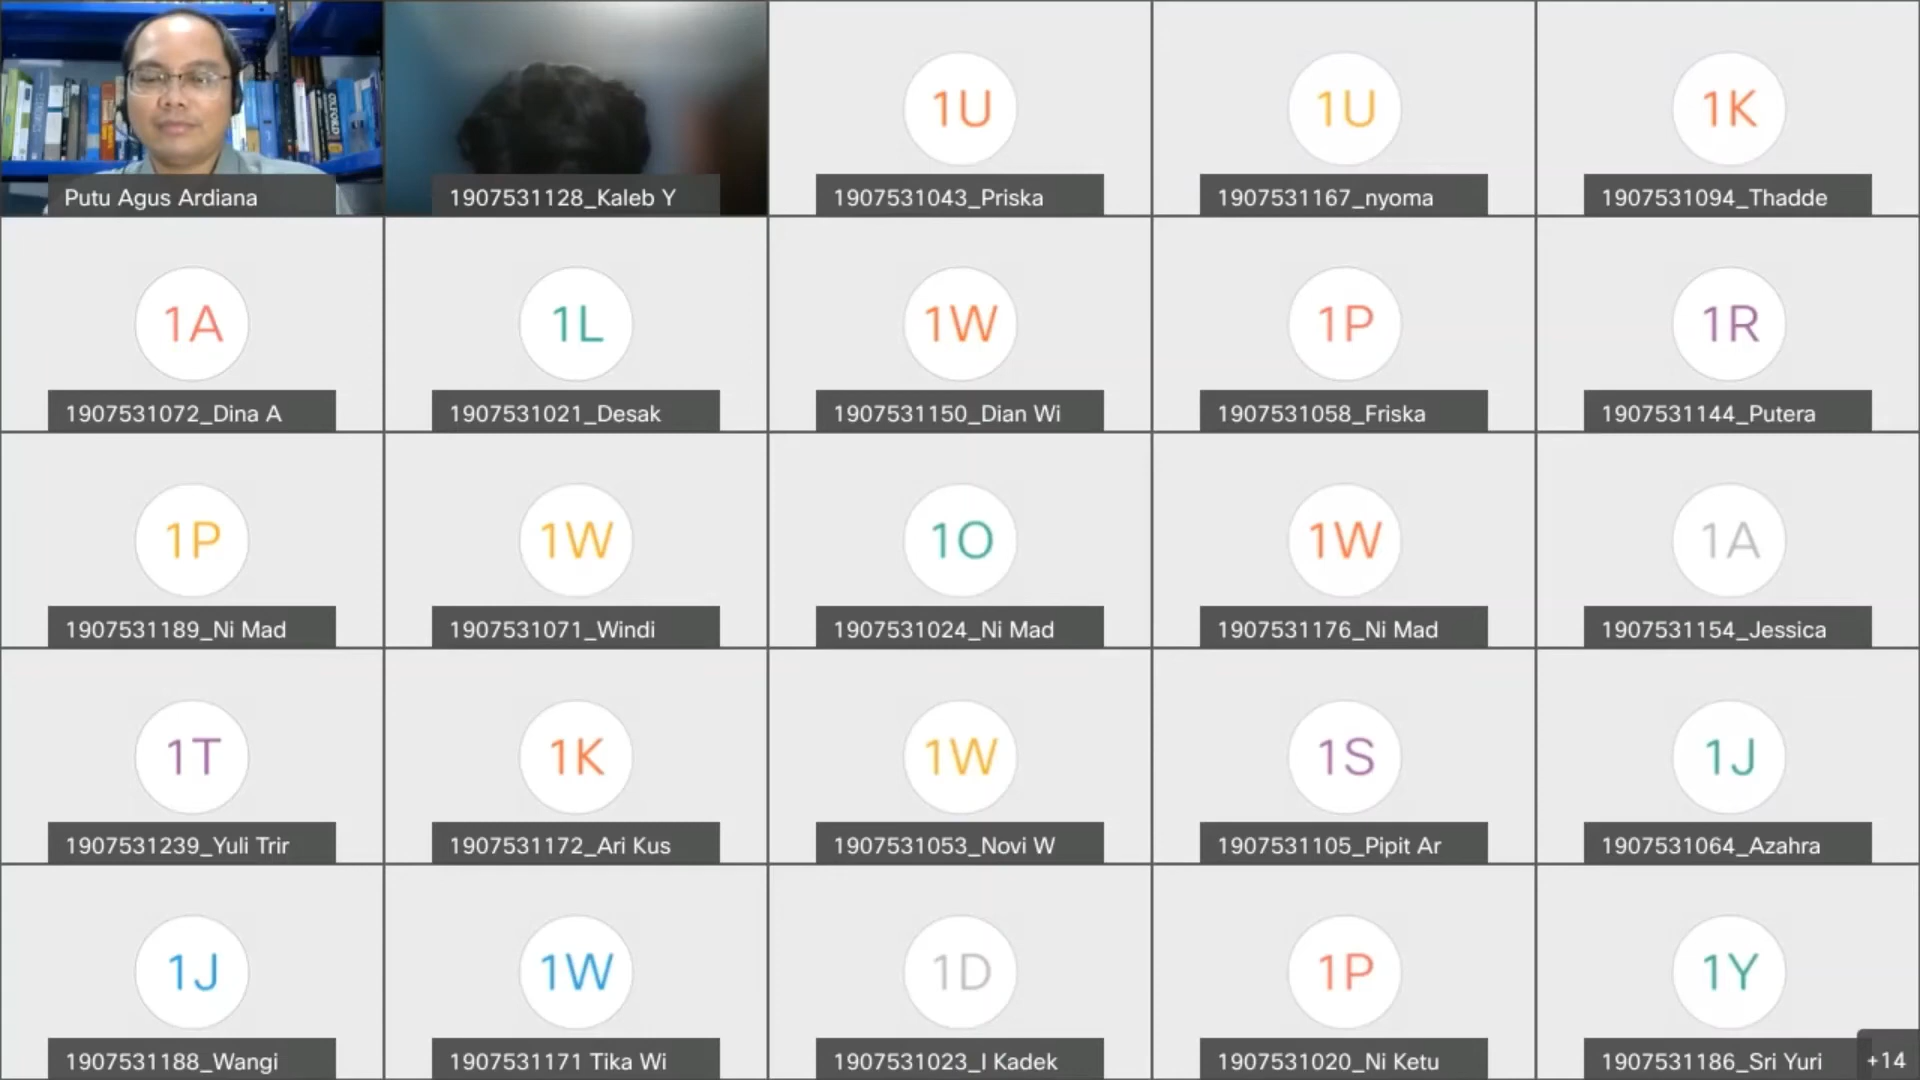 OXFORD
Putu Agus Ardiana
1907531128_Kaleb Y
1U
1907531043_Priska
1U
1907531167_nyoma
1K
1907531094_Thadde
1A
1907531072_Dina A
1L
1907531021_Desak
1W
1907531150_Dian Wi
1P
1907531058_Friska
1R
1907531144_Putera
1P
1907531189_Ni Mad
1W
1907531071_Windi
1O
1907531024_Ni Mad
1W
1907531176_Ni Mad
1A
1907531154_Jessica
1T
1907531239_Yuli Trir
1K
1907531172_Ari Kus
1W
1907531053_Novi W
1S
1907531105_Pipit Ar
1J
1907531064_Azahra
1J
1907531188_Wangi
1W
1907531171 Tika Wi
1D
1907531023_I Kadek
1P
1907531020_Ni Ketu
1Y
1907531186_Sri Yuri
+14